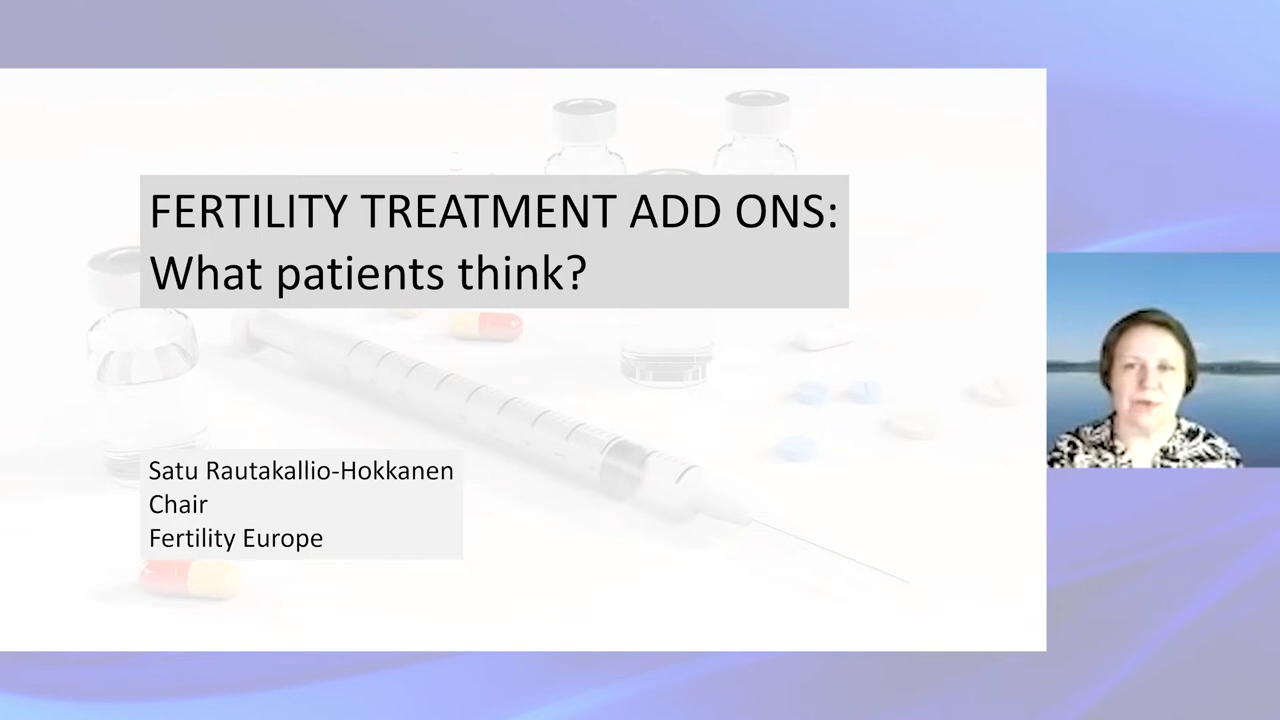 FERTILITY TREATMENT ADD ONS:
What patients think?
Satu Rautakallio-Hokkanen
Chair
Fertility Europe